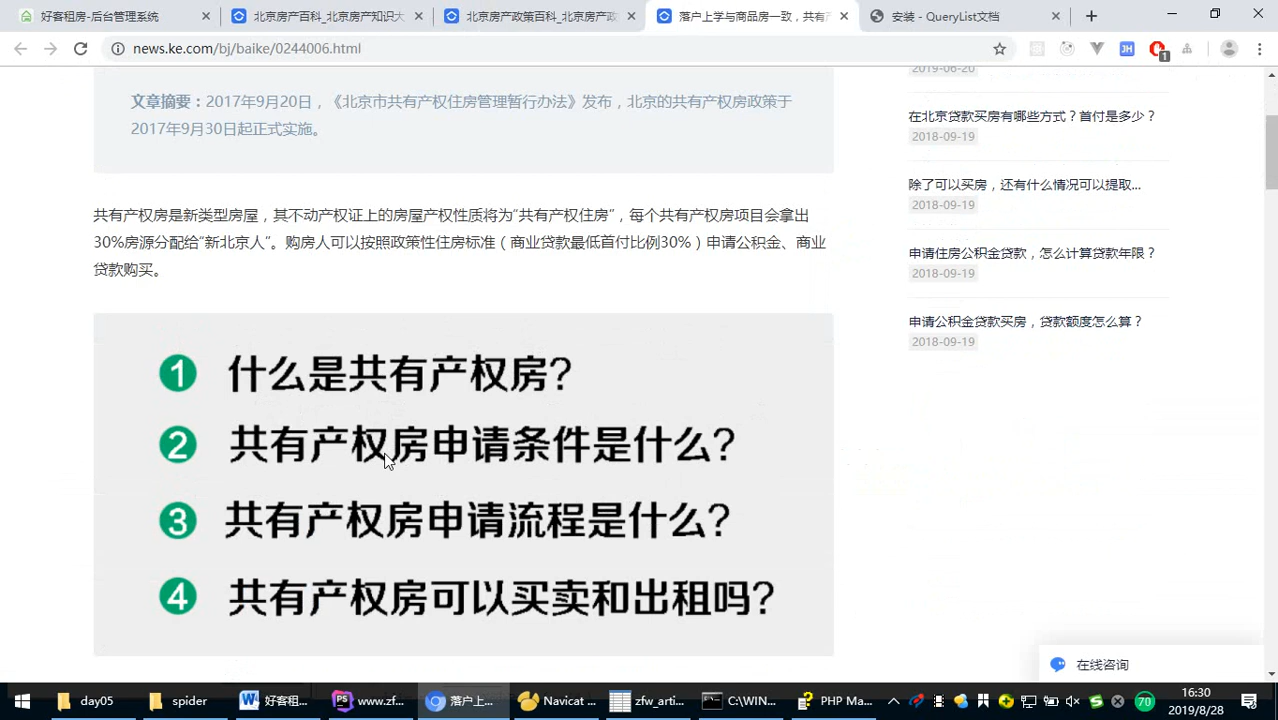 好客租房-后台管理系统
北京房产百科_北京房产知识大
北京房产政策百科_北京房产政
落户上学与商品房一致，共有产
安装 - QueryList文档
news.ke.com/bj/baike/0244006.html
1
文章摘要：2017年9月20日，《北京市共有产权住房管理暂行办法》发布，北京的共有产权房政策于
2017年9月30日起正式实施。
共有产权房是新类型房屋，其不动产权证上的房屋产权性质将为“共有产权住房”，每个共有产权房项目会拿出
30%房源分配给“新北京人”。购房人可以按照政策性住房标准（商业贷款最低首付比例30%）申请公积金、商业
贷款购买。
1 什么是共有产权房?
2 共有产权房申请条件是什么?
3 共有产权房申请流程是什么?
4 共有产权房可以买卖和出租吗?
2019-06-20
在北京贷款买房有哪些方式？首付是多少？
2018-09-19
除了可以买房，还有什么情况可以提取...
2018-09-19
申请住房公积金贷款，怎么计算贷款年限？
2018-09-19
申请公积金贷款买房，贷款额度怎么算？
2018-09-19
在线咨询
day05
spider
好客租...
www.zf...
落户上...
Navicat ...
zfw_arti...
C:\WIN...
PHP Ma...
70
16:30
2019/8/28